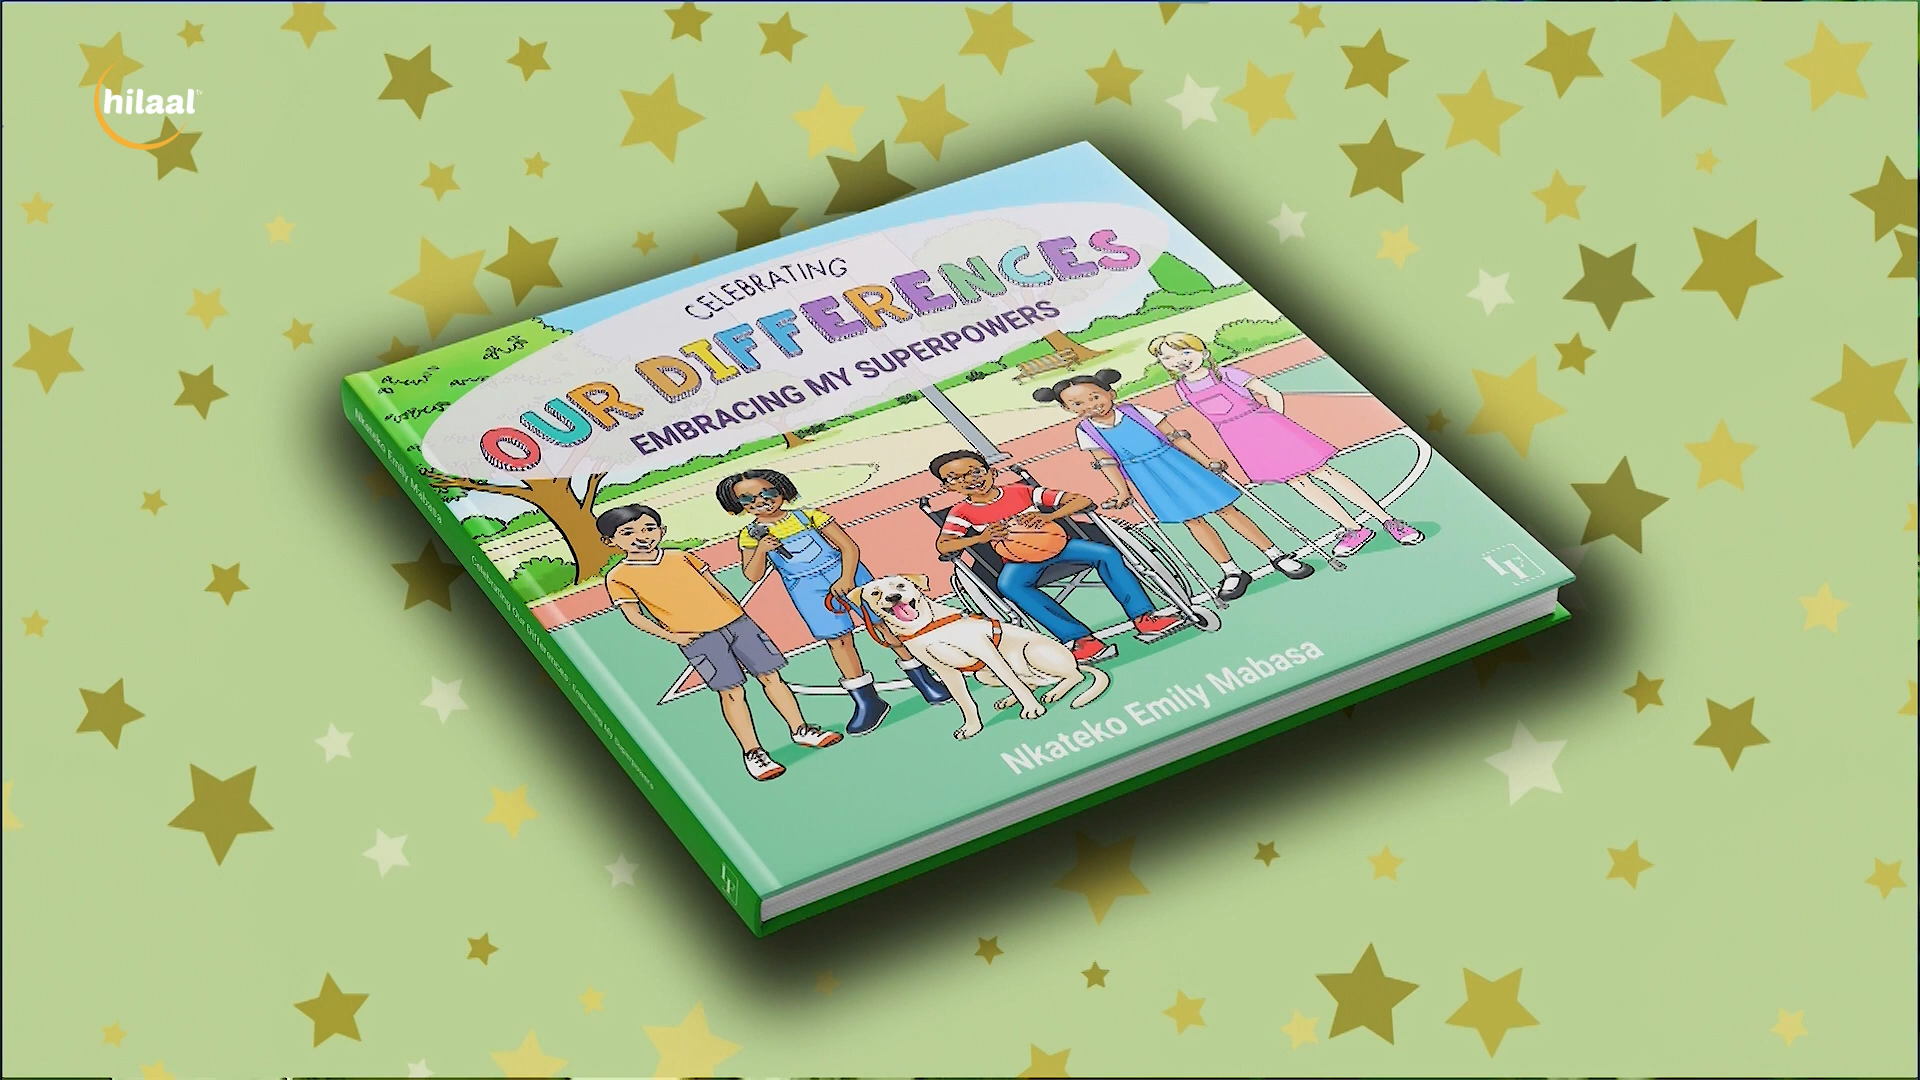 hilaal tv
CELEBRATING
OUR DIFFERENCES
EMBRACING MY SUPERPOWERS
Nkateko Emily Mabasa
Nkateko Emily Mabasa
Celebrating Our Differences: Embracing My Superpowers